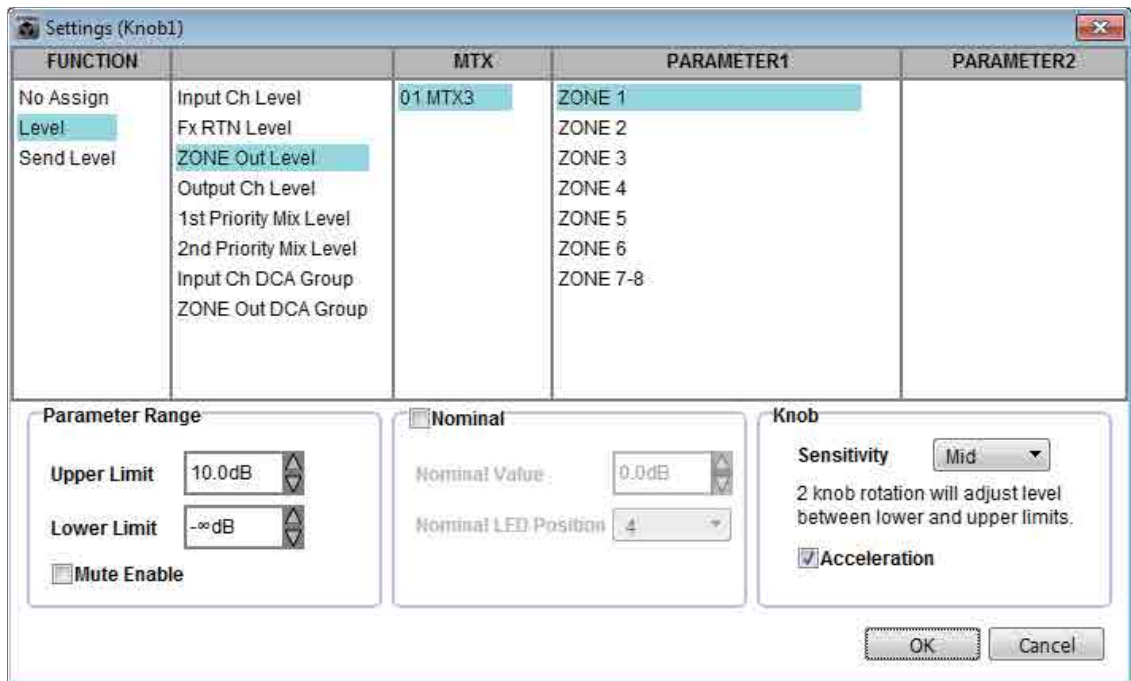 Settings (Knob1)
FUNCTION MTX PARAMETER1 PARAMETER2
No Assign Input Ch Level 01 MTX3 ZONE 1
Level Fx RTN Level ZONE 2
Send Level ZONE Out Level ZONE 3
Output Ch Level ZONE 4
1st Priority Mix Level ZONE 5
2nd Priority Mix Level ZONE 6
Input Ch DCA Group ZONE 7-8
ZONE Out DCA Group
Parameter Range Nominal Knob
Upper Limit 10.0dB Nominal Value 0.0dB Sensitivity Mid
2 knob rotation will adjust level
between lower and upper limits.
Lower Limit -∞dB Nominal LED Position 4
Mute Enable Acceleration
OK Cancel